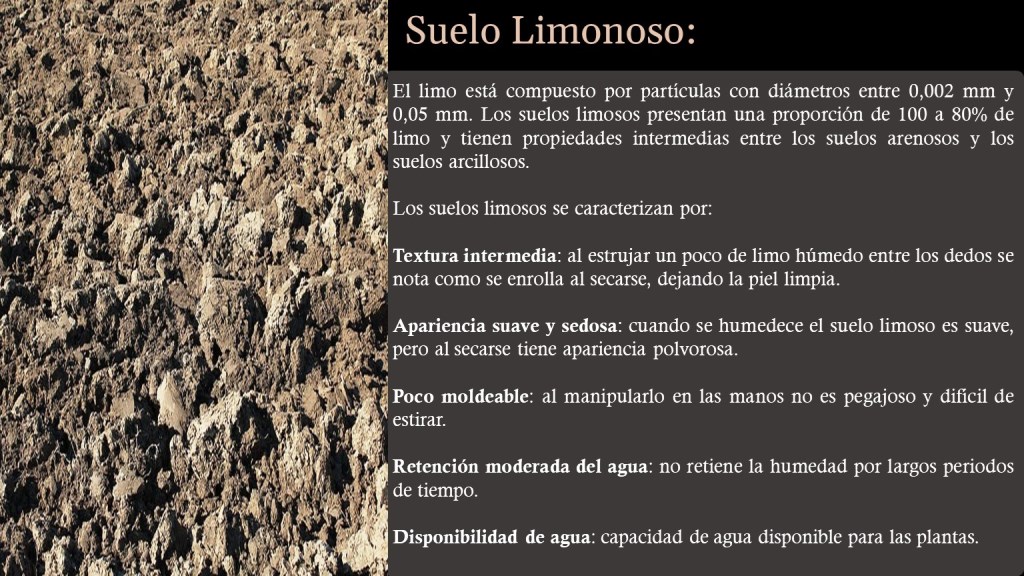 Suelo Limonoso:
El limo está compuesto por partículas con diámetros entre 0,002 mm y
0,05 mm. Los suelos limosos presentan una proporción de 100 a 80% de
limo y tienen propiedades intermedias entre los suelos arenosos y los
suelos arcillosos.
Los suelos limosos se caracterizan por:
Textura intermedia: al estrujar un poco de limo húmedo entre los dedos se
nota como se enrolla al secarse, dejando la piel limpia.
Apariencia suave y sedosa: cuando se humedece el suelo limoso es suave,
pero al secarse tiene apariencia polvorosa.
Poco moldeable: al manipularlo en las manos no es pegajoso y difícil de
estirar.
Retención moderada del agua: no retiene la humedad por largos periodos
de tiempo.
Disponibilidad de agua: capacidad de agua disponible para las plantas.